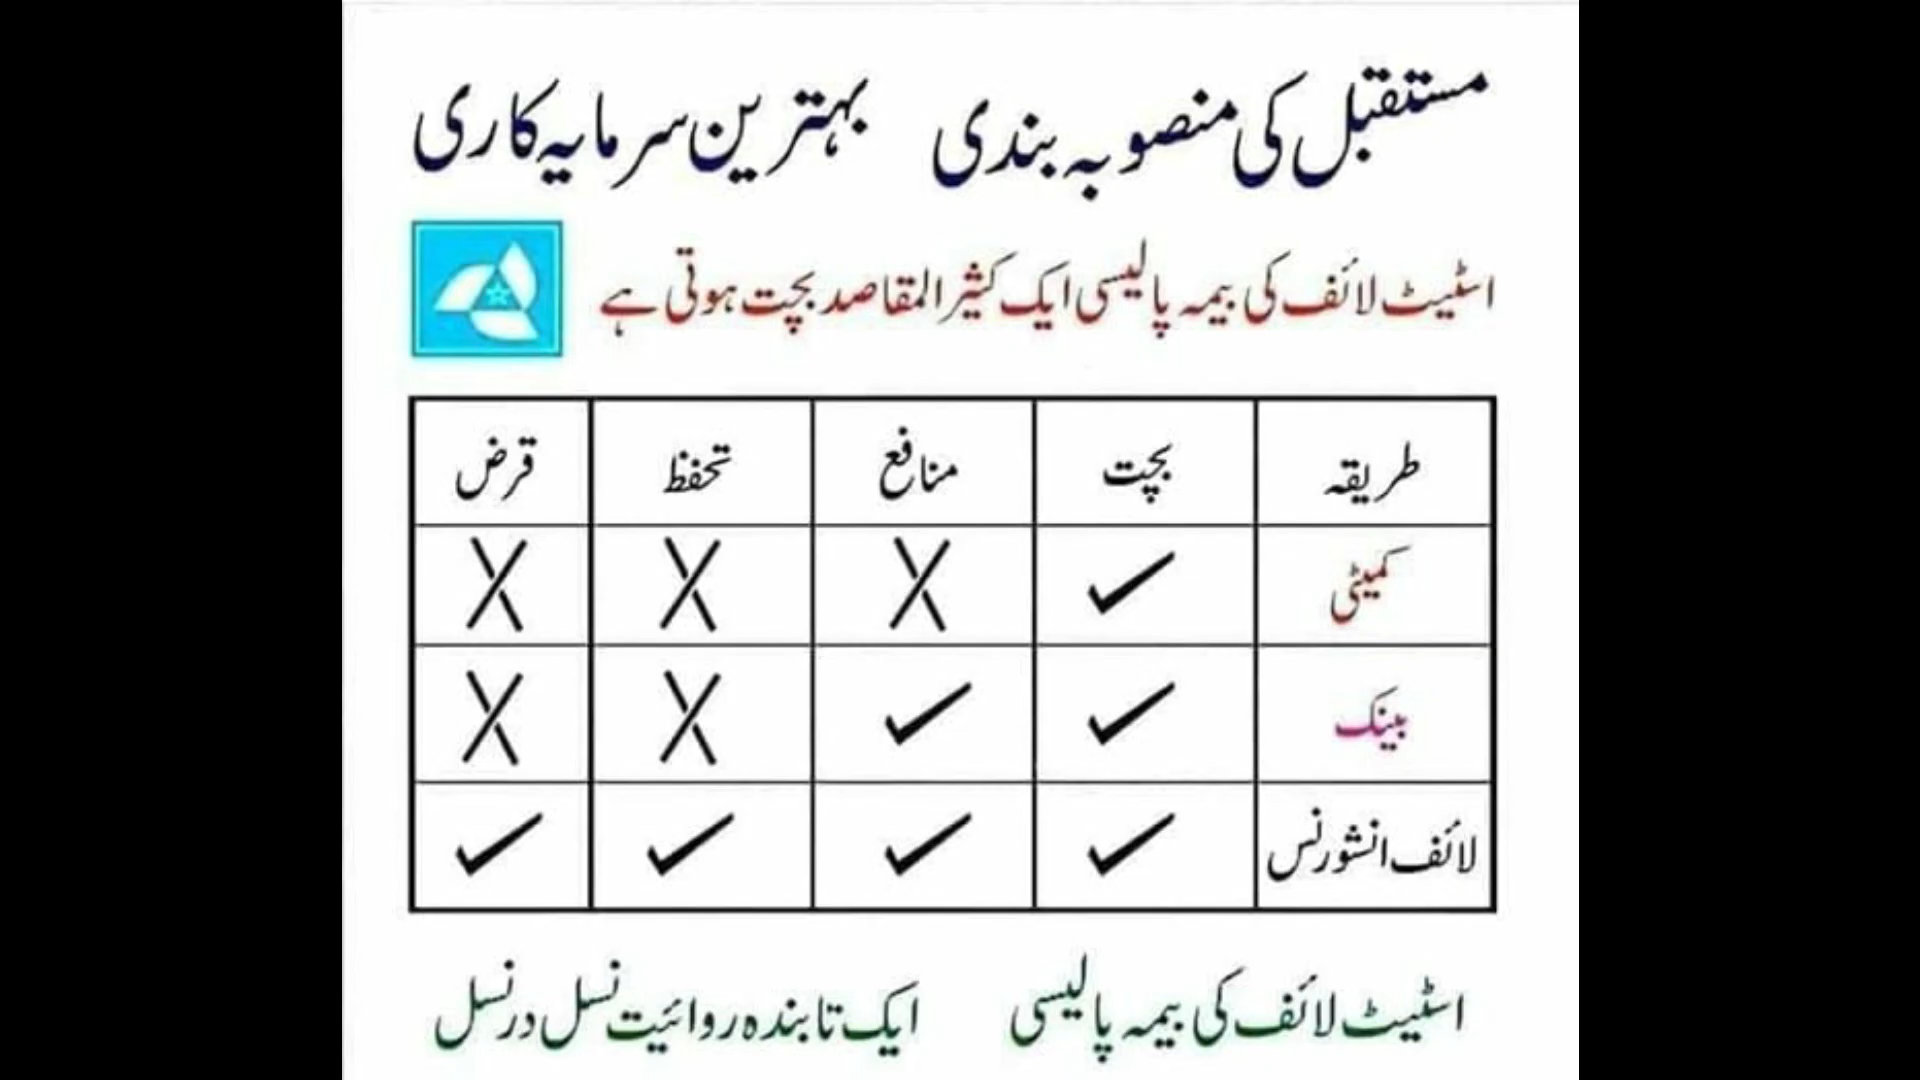 مستقبل کی منصوبہ بندی بہترین سرمایہ کاری
اسٹیٹ لائف کی بیمہ پالیسی ایک کثیر المقاصد بچت ہوتی ہے
طریقہ بچت منافع تحفظ قرض
کمیٹی ✓ X X X
بینک ✓ ✓ X X
لائف انشورنس ✓ ✓ ✓ ✓
اسٹیٹ لائف کی بیمہ پالیسی ایک تابندہ روائیت نسل در نسل